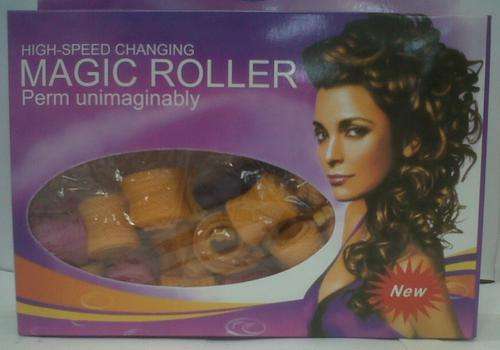 HIGH-SPEED CHANGING
MAGIC ROLLER
Perm unimaginably
New